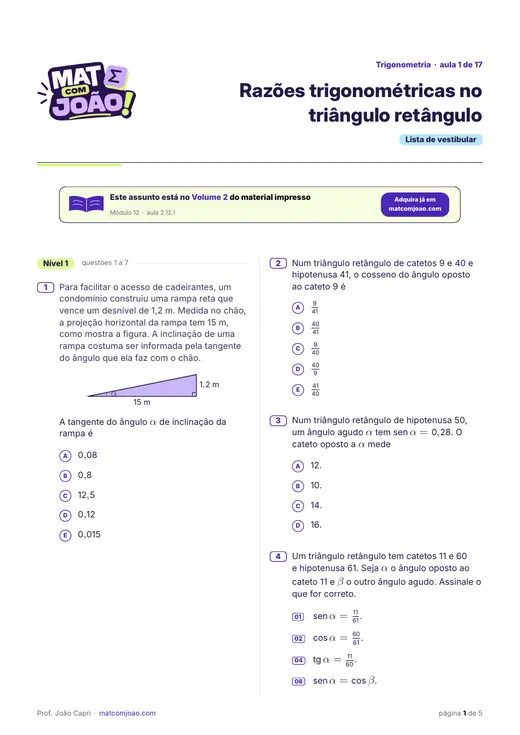 MAT
COM
JOÃO!
Σ
Trigonometria · aula 1 de 17
Razões trigonométricas no
triângulo retângulo
Lista de vestibular
Este assunto está no Volume 2 do material impresso
Módulo 12 · aula 2.12.1
Adquira já em
matcomjoao.com
Nível 1 questões 1 a 7
1 Para facilitar o acesso de cadeirantes, um
condomínio construiu uma rampa reta que
vence um desnível de 1,2 m. Medida no chão,
a projeção horizontal da rampa tem 15 m,
como mostra a figura. A inclinação de uma
rampa costuma ser informada pela tangente
do ângulo que ela faz com o chão.
1,2 m
α
15 m
A tangente do ângulo α de inclinação da
rampa é
A 0,08
B 0,8
C 12,5
D 0,12
E 0,015
2 Num triângulo retângulo de catetos 9 e 40 e
hipotenusa 41, o cosseno do ângulo oposto
ao cateto 9 é
A 9/41
B 40/41
C 9/40
D 40/9
E 41/40
3 Num triângulo retângulo de hipotenusa 50,
um ângulo agudo α tem sen α = 0,28. O
cateto oposto a α mede
A 12.
B 10.
C 14.
D 16.
4 Um triângulo retângulo tem catetos 11 e 60
e hipotenusa 61. Seja α o ângulo oposto ao
cateto 11 e β o outro ângulo agudo. Assinale o
que for correto.
01 sen α = 11/61.
02 cos α = 60/61.
04 tg α = 11/60.
08 sen α = cos β.
Prof. João Capri · matcomjoao.com
página 1 de 5